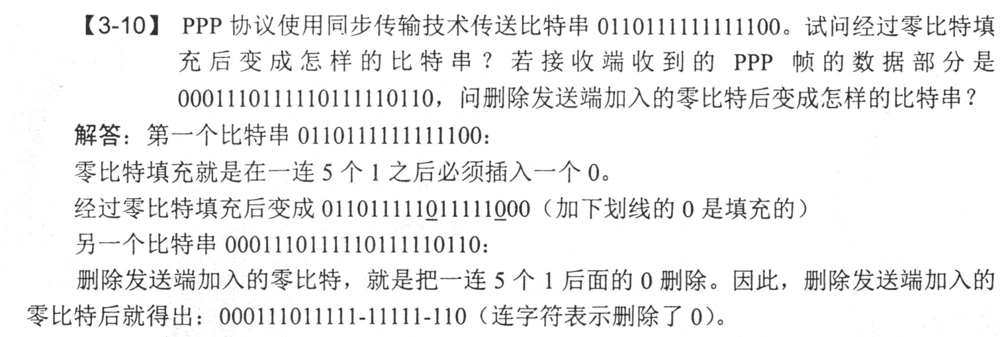 【3-10】 PPP 协议使用同步传输技术传送比特串 0110111111111100。试问经过零比特填
充后变成怎样的比特串？若接收端收到的 PPP 帧的数据部分是
0001110111110111110110，问删除发送端加入的零比特后变成怎样的比特串？
解答：第一个比特串 0110111111111100：
零比特填充就是在一连 5 个 1 之后必须插入一个 0。
经过零比特填充后变成 011011111011111000（加下划线的 0 是填充的）
另一个比特串 0001110111110111110110：
删除发送端加入的零比特，就是把一连 5 个 1 后面的 0 删除。因此，删除发送端加入的
零比特后就得出：000111011111-11111-110（连字符表示删除了 0）。